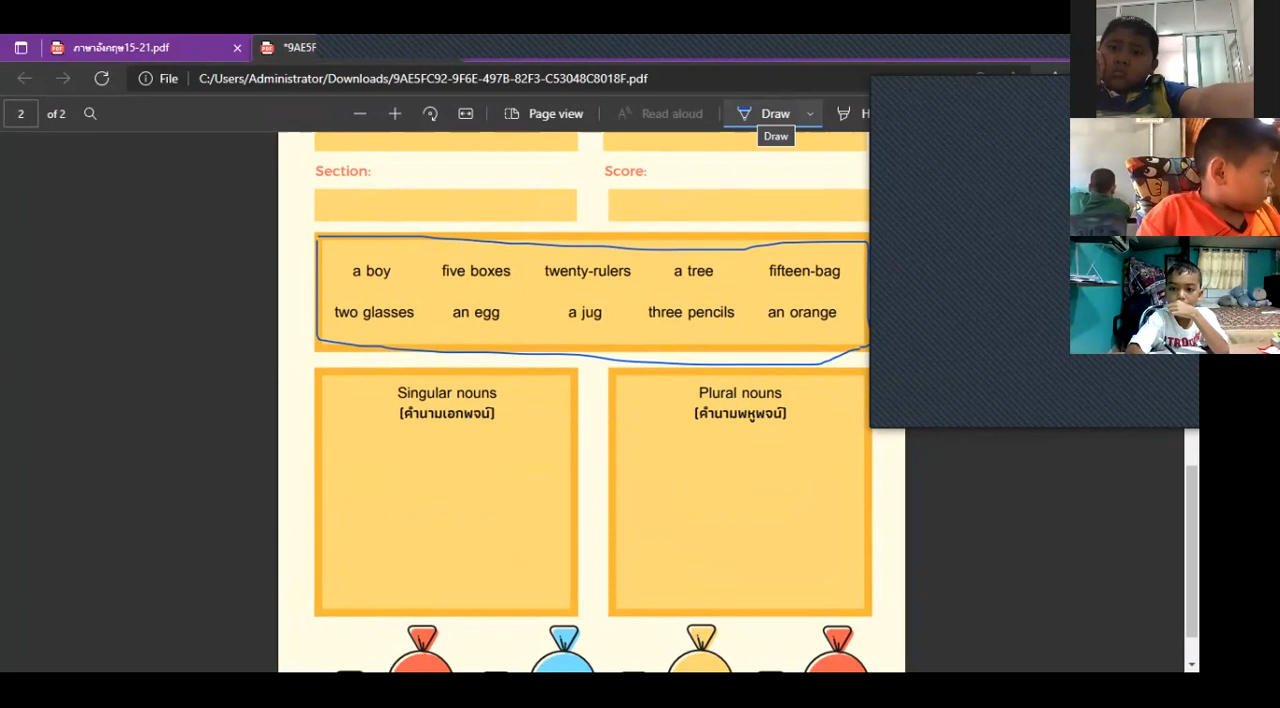 ภาษาอังกฤษ15-21.pdf
*9AE5F
File
C:/Users/Administrator/Downloads/9AE5FC92-9F6E-497B-82F3-C53048C8018F.pdf
2 of 2
Page view
Read aloud
Draw
H
Draw
Section:
Score:
a boy five boxes twenty-rulers a tree fifteen-bag
two glasses an egg a jug three pencils an orange
Singular nouns
(คำนามเอกพจน์)
Plural nouns
(คำนามพหูพจน์)